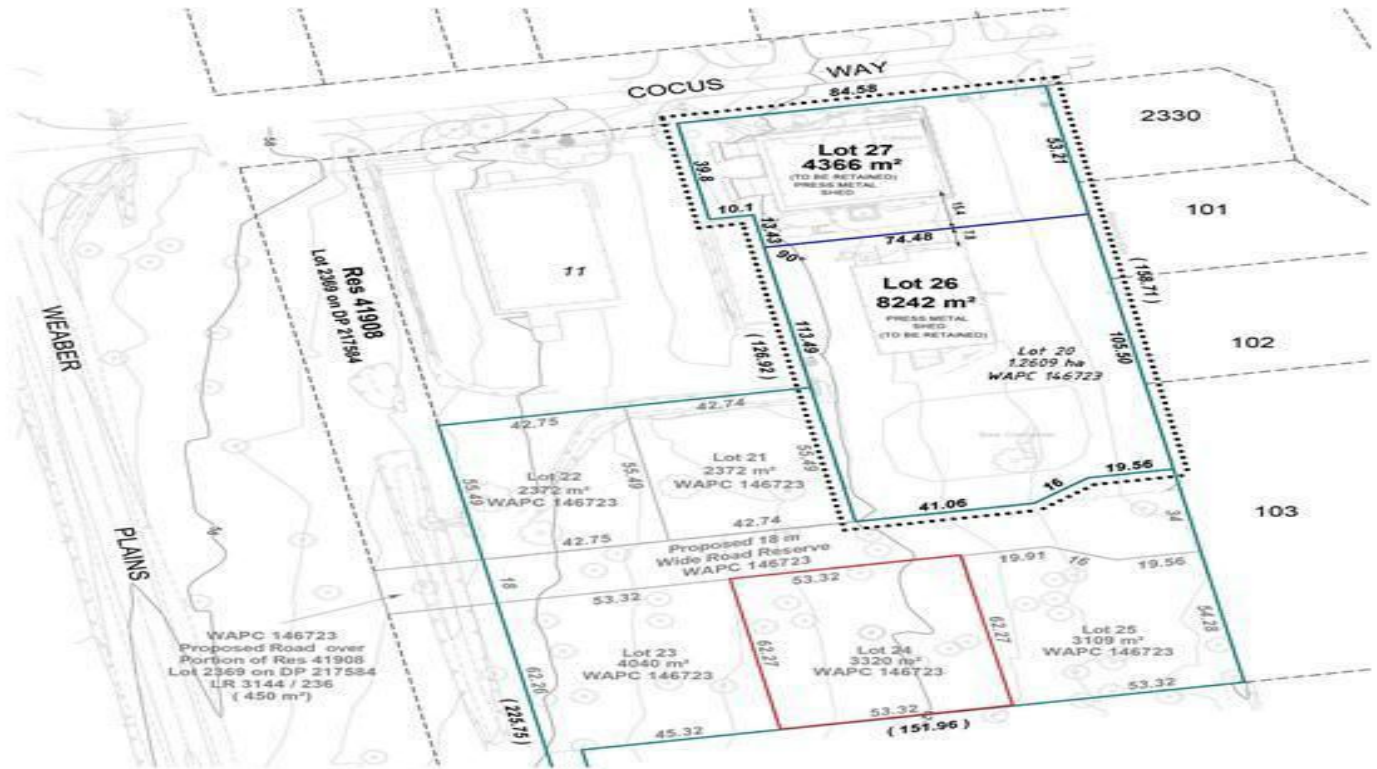 COCUS WAY
84.58
2330
Lot 27
4366 m²
(TO BE RETAINED)
PRESS METAL
SHED
53.21
39.8
101
10.1
13.43
15.4
7.8
74.48
90°
11
Res 41908
Lot 2369 on DP 217584
Lot 26
8242 m²
PRESS METAL
SHED
(TO BE RETAINED)
(158.71)
WEABER
113.49
(126.92)
Lot 20
1.2609 ha
WAPC 146723
105.50
102
42.75
42.74
Lot 22
2372 m²
WAPC 146723
55.49
55.49
Lot 21
2372 m²
WAPC 146723
55.49
19.56
16
41.06
103
34
42.75
42.74
Proposed 18 m
Wide Road Reserve
WAPC 146723
PLAINS
18
53.32
53.32
19.91
16
19.56
WAPC 146723
Proposed Road over
Portion of Res 41908
Lot 2369 on DP 217584
LR 3144 / 236
( 450 m²)
62.26
(225.75)
Lot 23
4040 m²
WAPC 146723
62.27
Lot 24
3320 m²
WAPC 146723
62.27
Lot 25
3109 m²
WAPC 146723
54.28
45.32
53.32
(151.96)
53.32